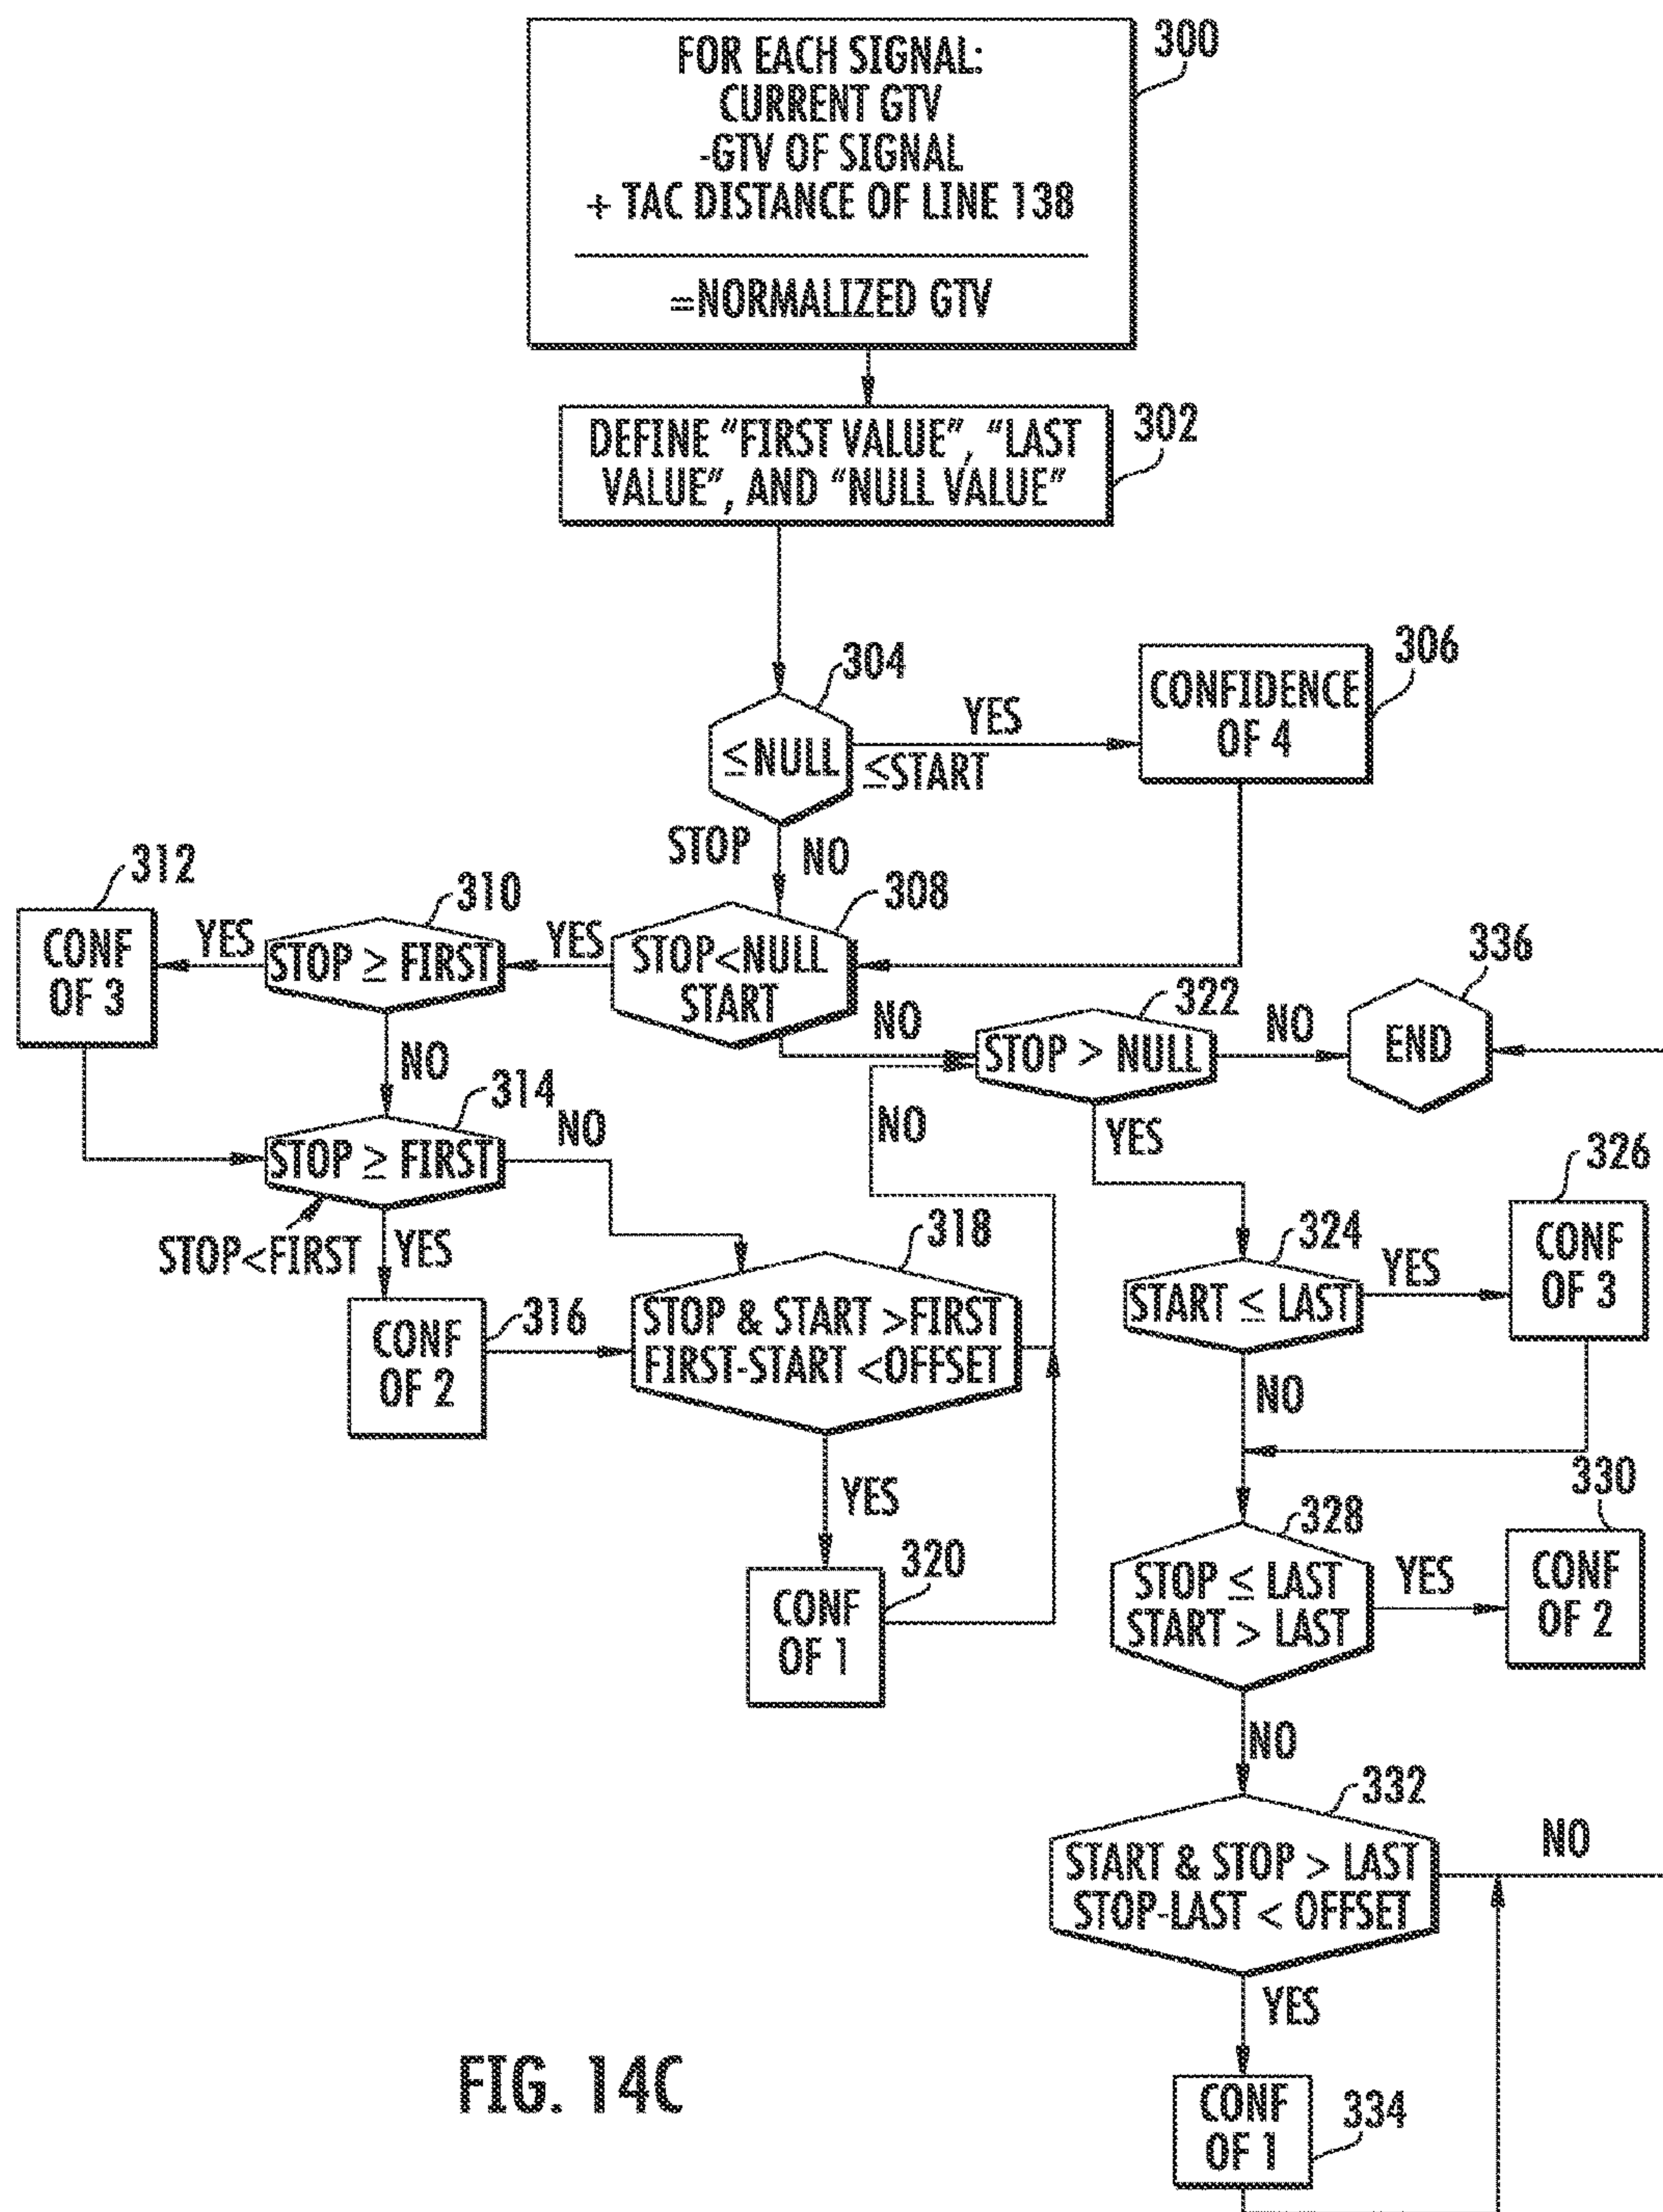 FOR EACH SIGNAL:
CURRENT GTV
-GTV OF SIGNAL
+ TAC DISTANCE OF LINE 138
=NORMALIZED GTV
300
DEFINE "FIRST VALUE", "LAST
VALUE", AND "NULL VALUE"
302
304
≤NULL
YES
≤START
CONFIDENCE
OF 4
306
STOP
NO
308
STOP<NULL
START
YES
310
STOP ≥ FIRST
YES
312
CONF
OF 3
NO
NO
322
STOP > NULL
NO
336
END
314
STOP ≥ FIRST
NO
STOP<FIRST
YES
NO
YES
316
CONF
OF 2
318
STOP & START >FIRST
FIRST-START <OFFSET
324
START ≤ LAST
YES
326
CONF
OF 3
NO
YES
320
CONF
OF 1
328
STOP ≤ LAST
START > LAST
YES
330
CONF
OF 2
NO
332
START & STOP > LAST
STOP-LAST < OFFSET
NO
YES
CONF
OF 1
334
FIG. 14C